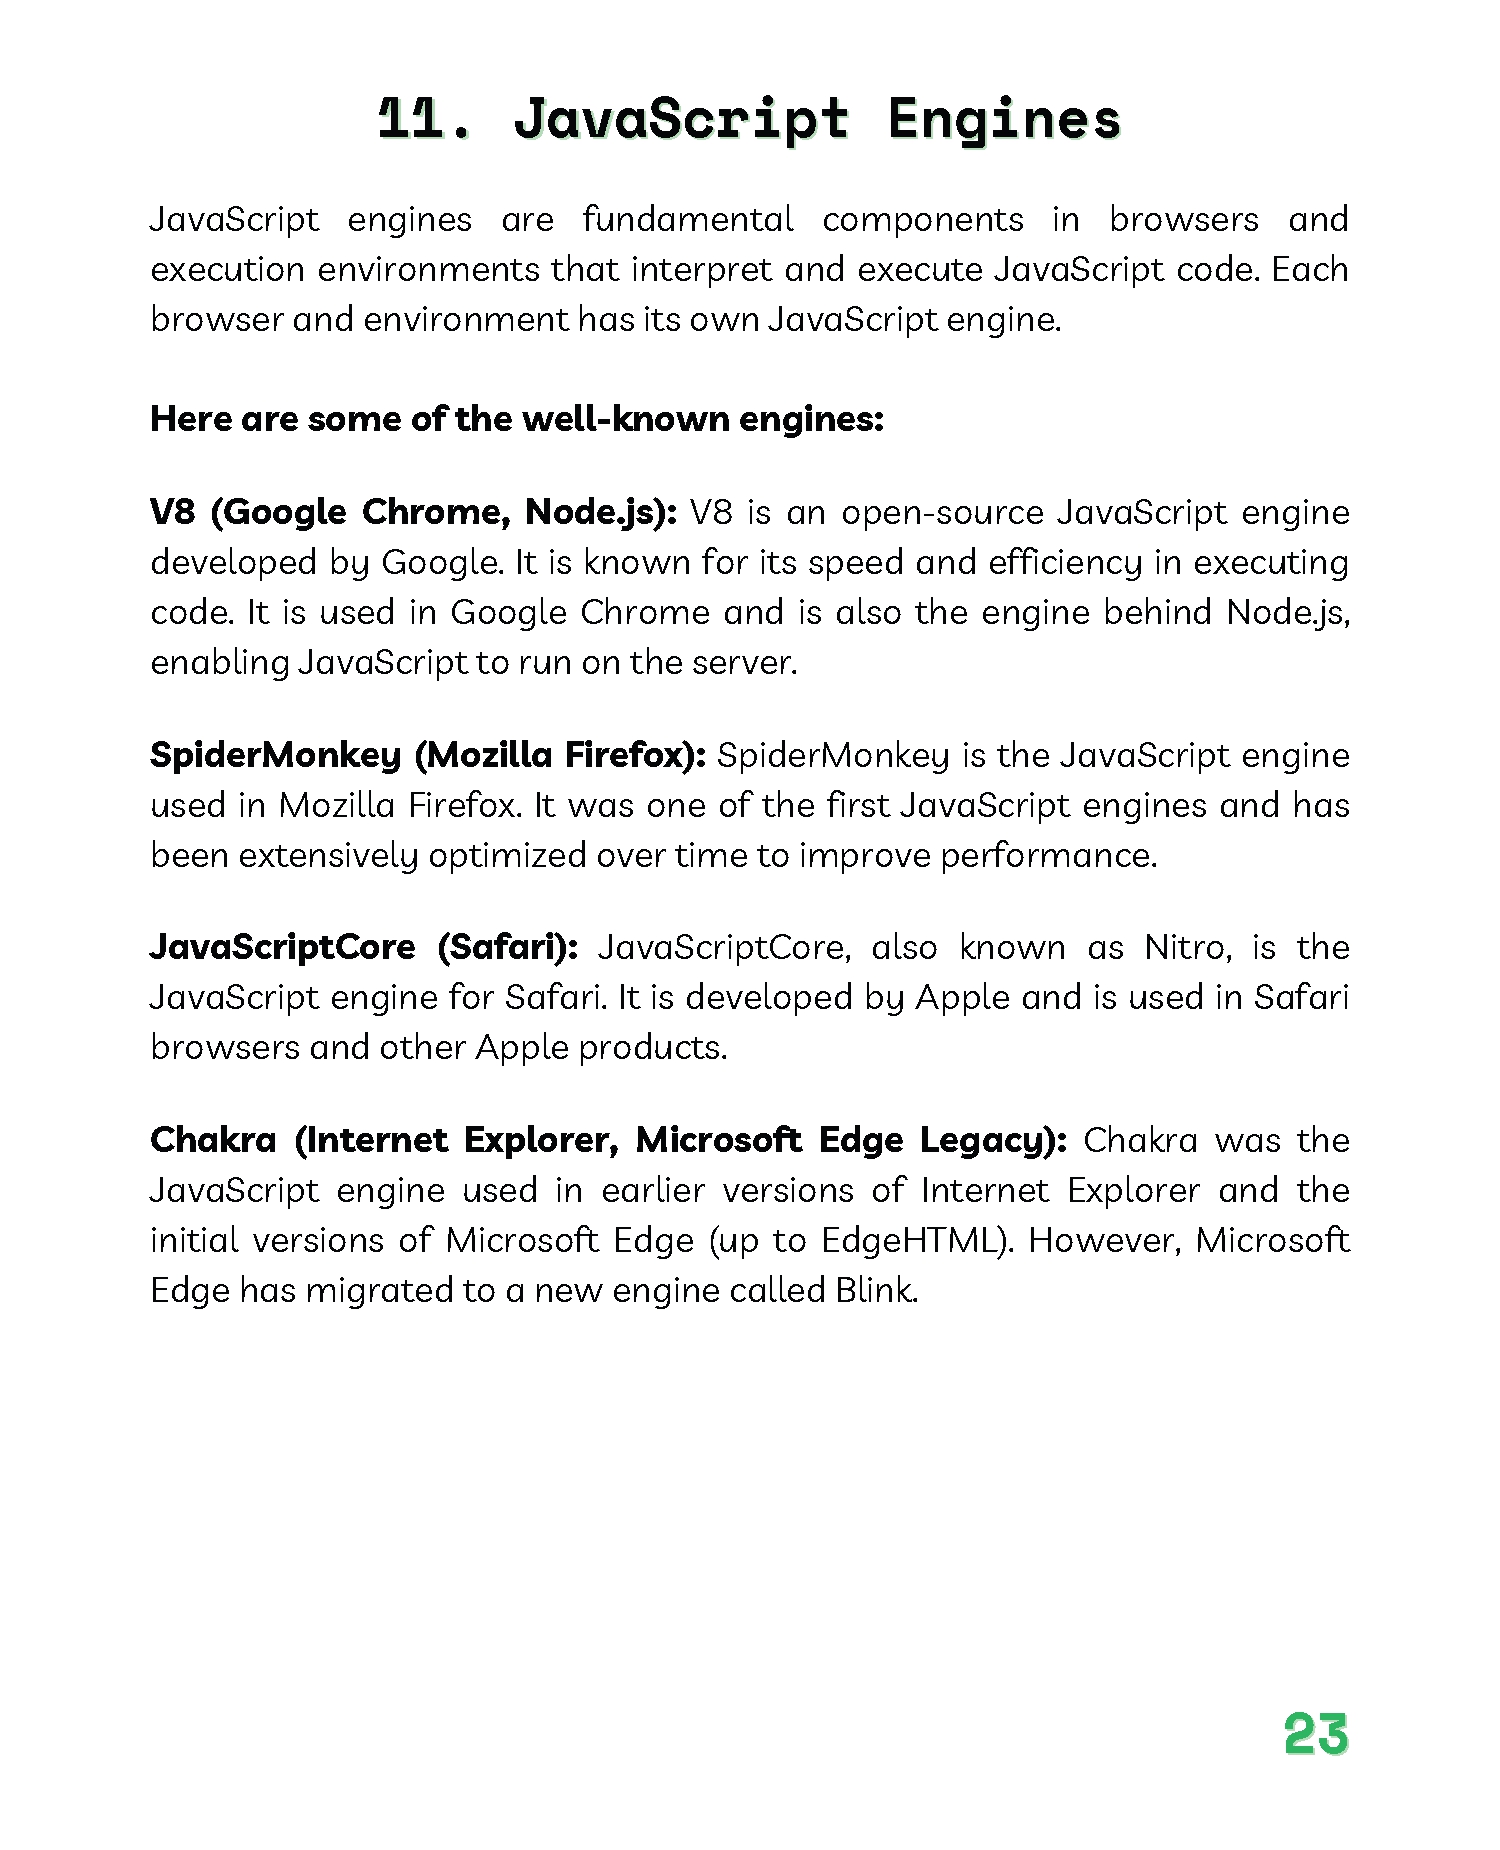 11. JavaScript Engines
JavaScript engines are fundamental components in browsers and
execution environments that interpret and execute JavaScript code. Each
browser and environment has its own JavaScript engine.
Here are some of the well-known engines:
V8 (Google Chrome, Node.js): V8 is an open-source JavaScript engine
developed by Google. It is known for its speed and efficiency in executing
code. It is used in Google Chrome and is also the engine behind Node.js,
enabling JavaScript to run on the server.
SpiderMonkey (Mozilla Firefox): SpiderMonkey is the JavaScript engine
used in Mozilla Firefox. It was one of the first JavaScript engines and has
been extensively optimized over time to improve performance.
JavaScriptCore (Safari): JavaScriptCore, also known as Nitro, is the
JavaScript engine for Safari. It is developed by Apple and is used in Safari
browsers and other Apple products.
Chakra (Internet Explorer, Microsoft Edge Legacy): Chakra was the
JavaScript engine used in earlier versions of Internet Explorer and the
initial versions of Microsoft Edge (up to EdgeHTML). However, Microsoft
Edge has migrated to a new engine called Blink.
23